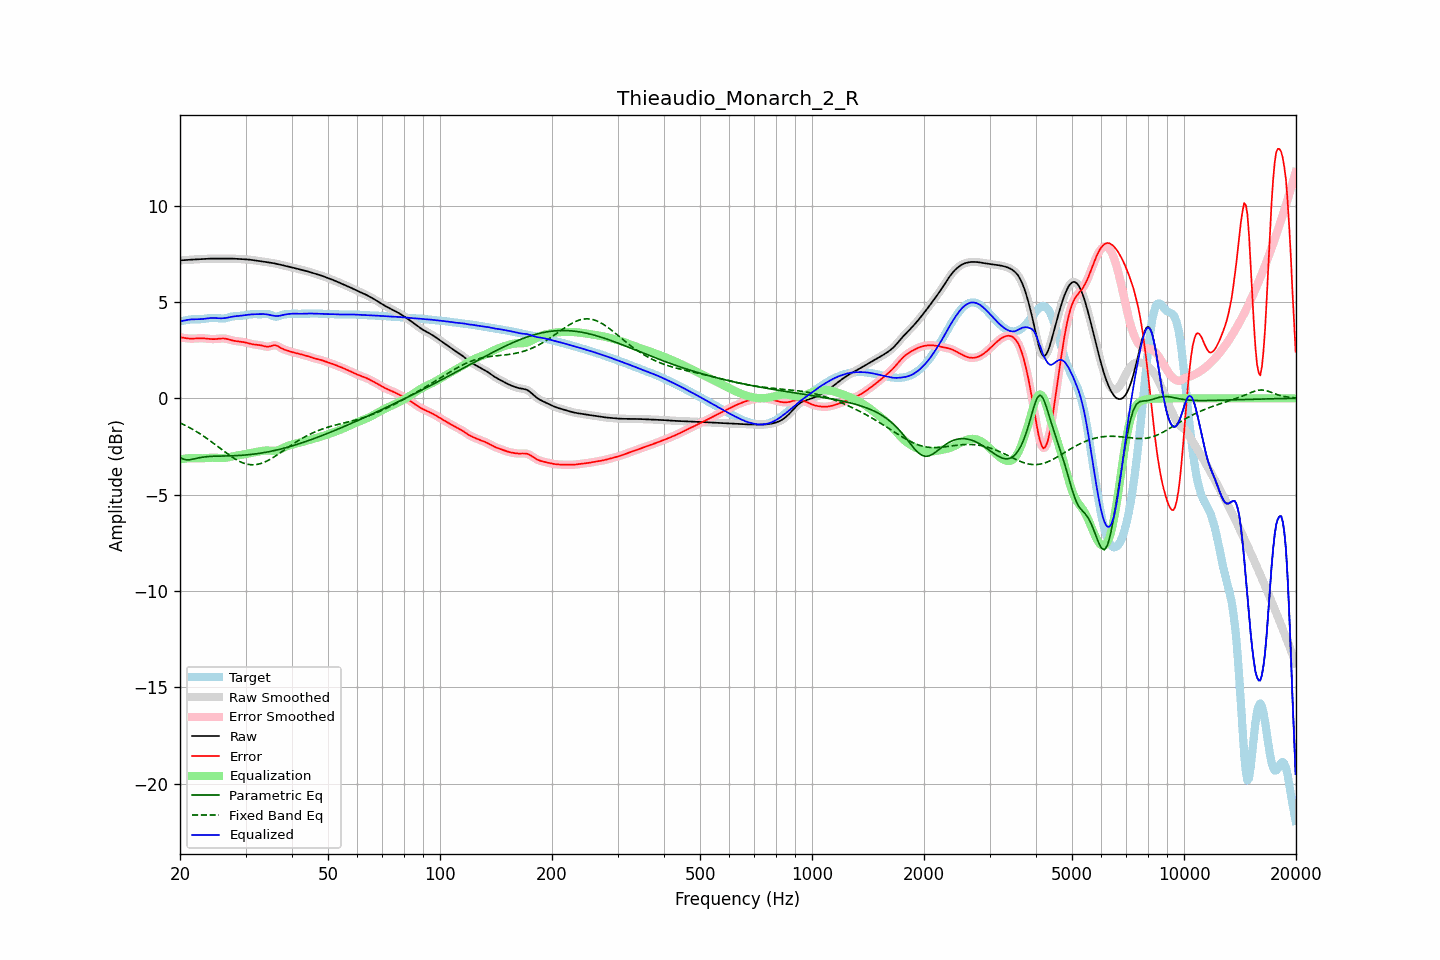 Thieaudio_Monarch_2_R
Amplitude (dBr)
10
5
0
−5
−10
−15
−20
Target
Raw Smoothed
Error Smoothed
Raw
Error
Equalization
Parametric Eq
Fixed Band Eq
Equalized
20
50
100
200
500
1000
2000
5000
10000
20000
Frequency (Hz)